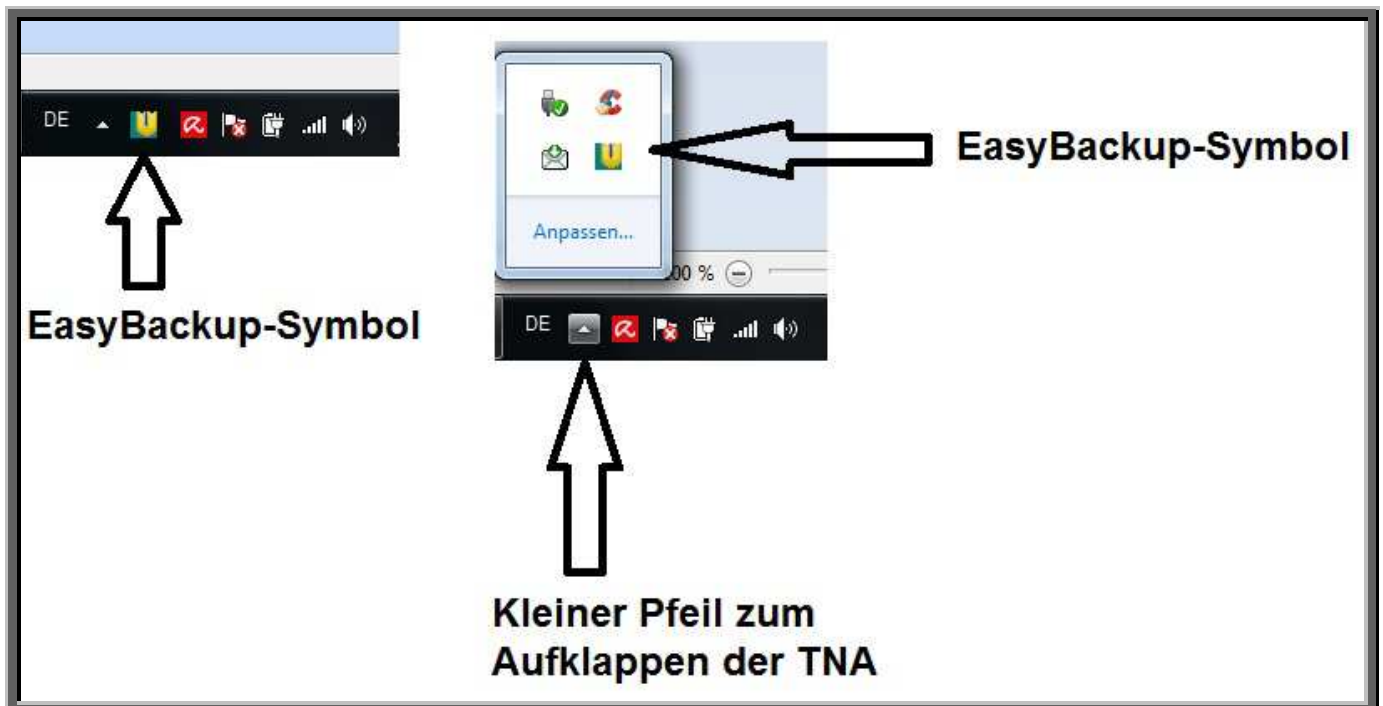 DE
EasyBackup-Symbol
Anpassen...
00 %
DE
EasyBackup-Symbol
Kleiner Pfeil zum
Aufklappen der TNA